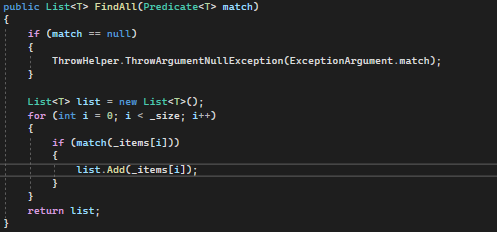 public List<T> FindAll(Predicate<T> match)
{
    if (match == null)
    {
        ThrowHelper.ThrowArgumentNullException(ExceptionArgument.match);
    }

    List<T> list = new List<T>();
    for (int i = 0; i < _size; i++)
    {
        if (match(_items[i]))
        {
            list.Add(_items[i]);
        }
    }
    return list;
}